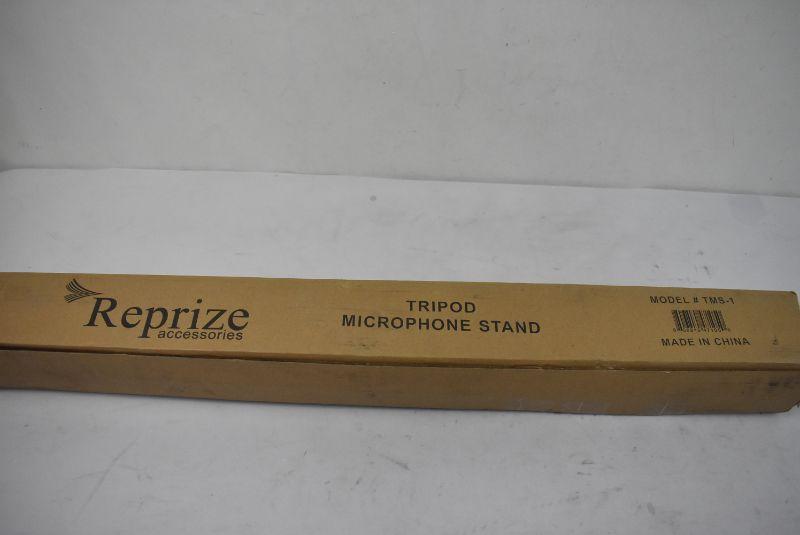 Reprize
accessories
TRIPOD
MICROPHONE STAND
MODEL # TMS-1
MADE IN CHINA